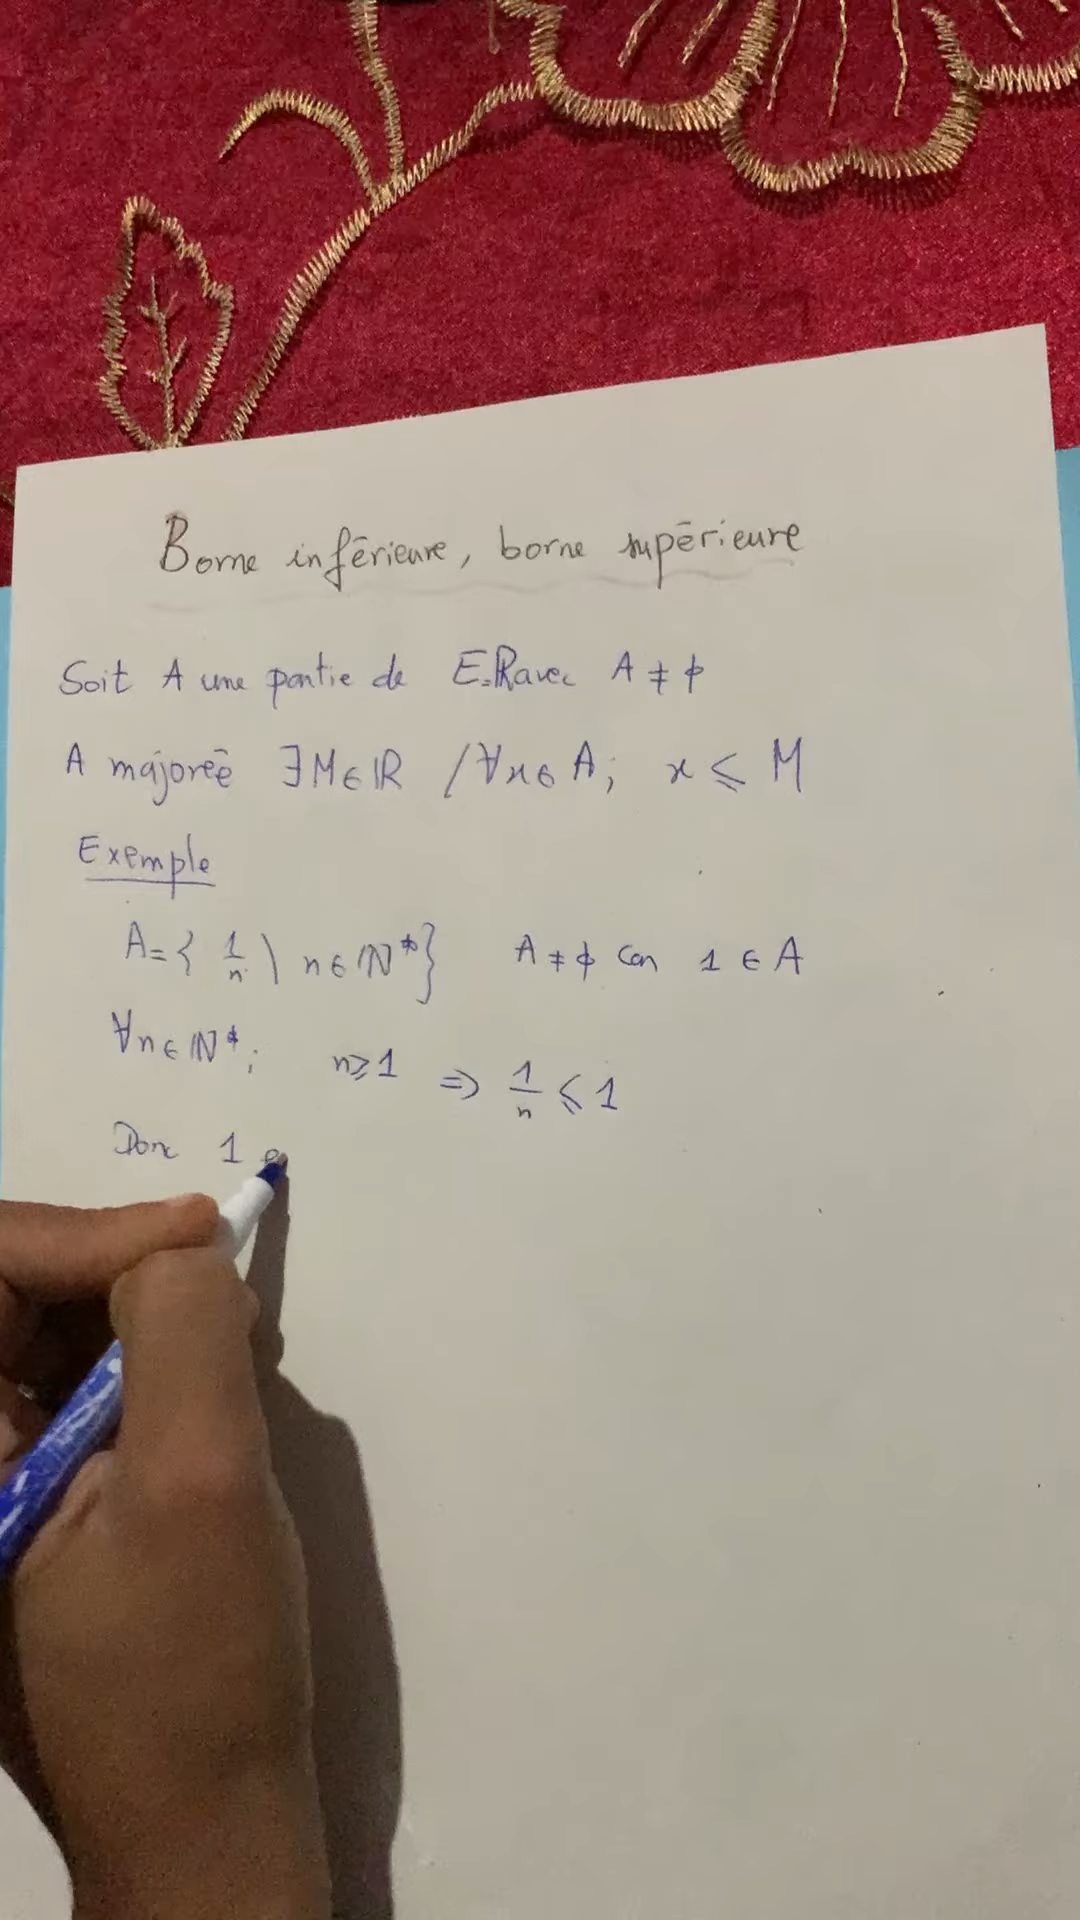 Borne inférieure, borne supérieure
Soit A une partie de E=ℝ avec A ≠ ϕ
A majorée ∃M∈ℝ /∀x∈A; x ⩽ M
Exemple
A={ 1/n \ n∈ℕ* } A ≠ ϕ car 1 ∈ A
∀n∈ℕ*; n⩾1 ⇒ 1/n ⩽ 1
Donc 1 e